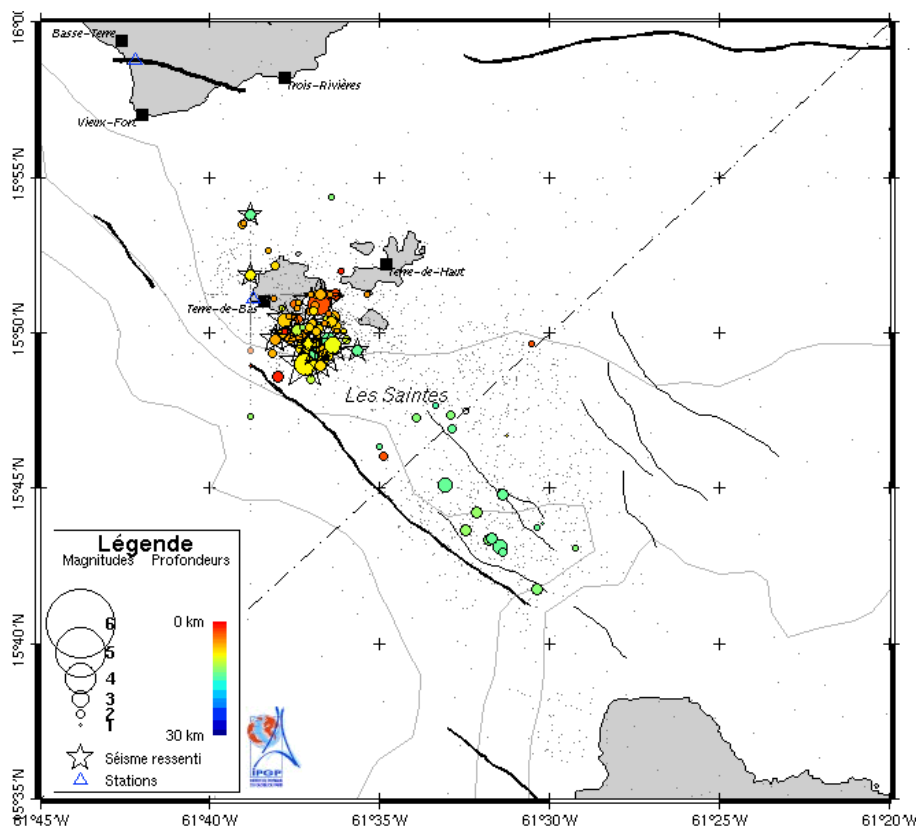 16°00'
Basse-Terre
Trois-Rivières
Vieux-Fort
15°55'N
Terre-de-Haut
Terre-de-Bas
15°50'N
Les Saintes
15°45'N
Légende
Magnitudes Profondeurs
6 0 km
5
4
3
2
1 30 km
Séisme ressenti
Stations
15°40'N
IPGP
15°35'N
61°45'W 61°40'W 61°35'W 61°30'W 61°25'W 61°20'W